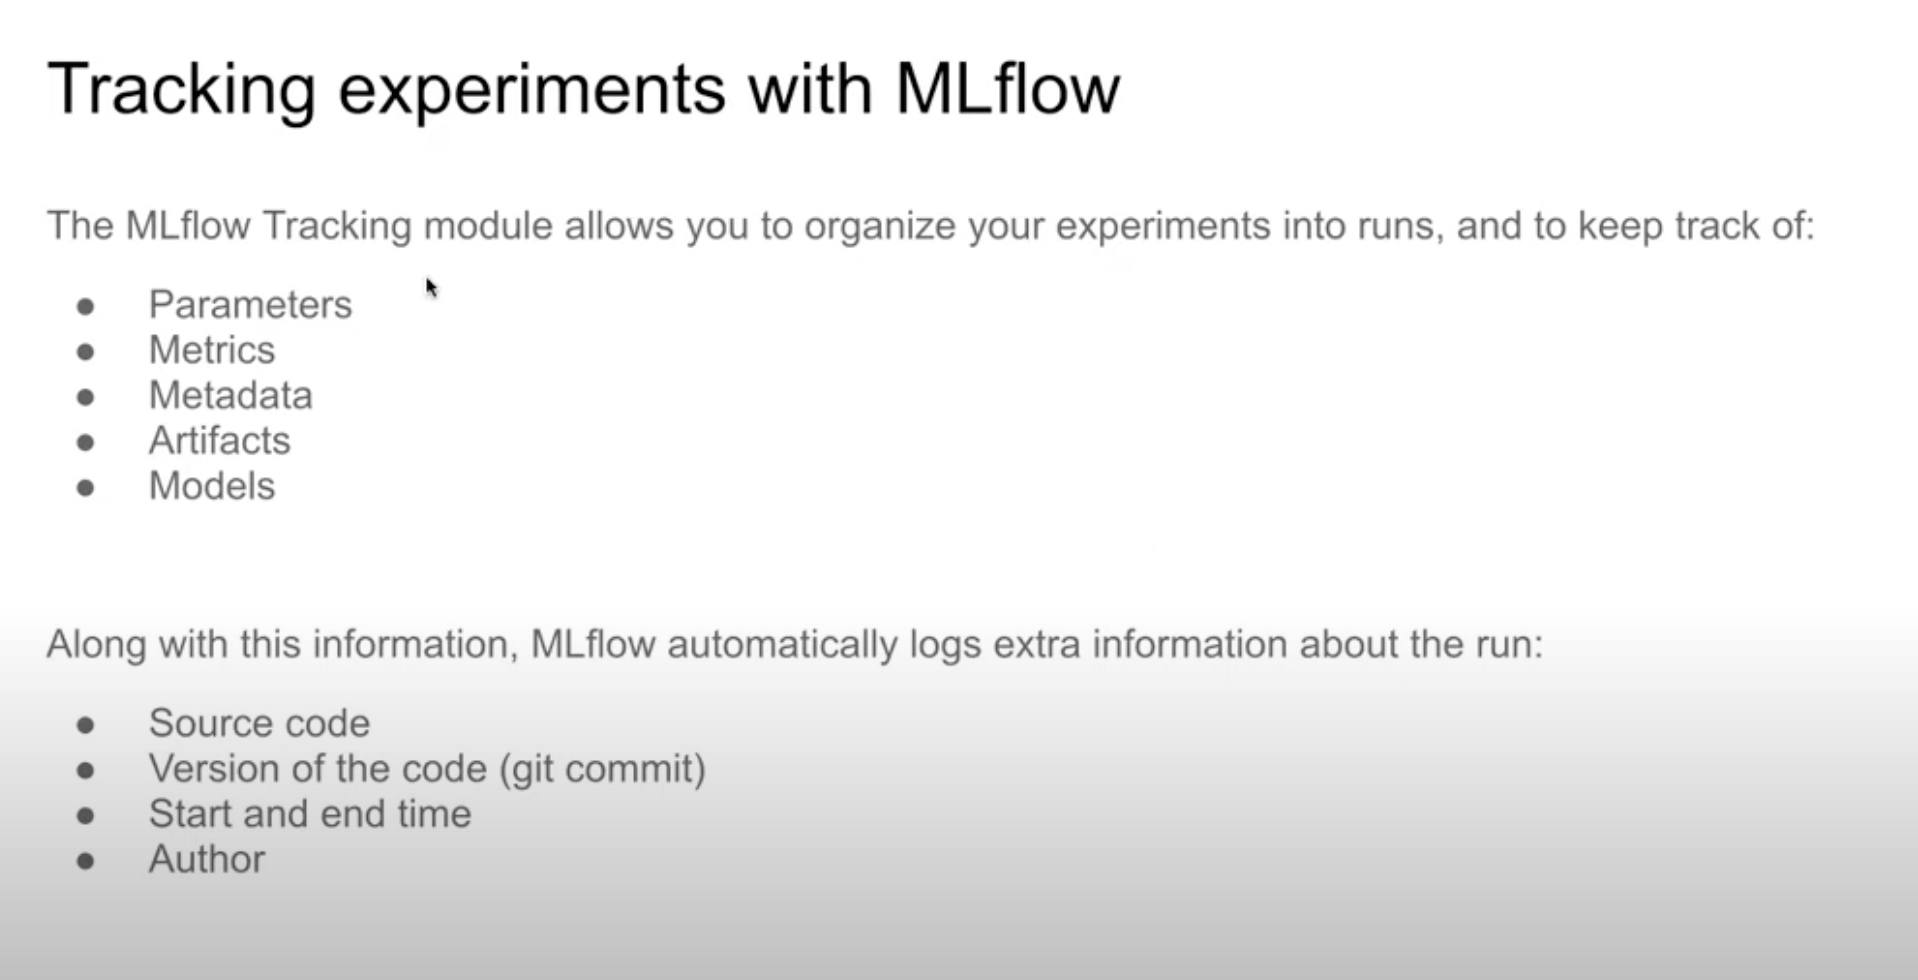 Tracking experiments with MLflow
The MLflow Tracking module allows you to organize your experiments into runs, and to keep track of:
● Parameters
● Metrics
● Metadata
● Artifacts
● Models
Along with this information, MLflow automatically logs extra information about the run:
● Source code
● Version of the code (git commit)
● Start and end time
● Author